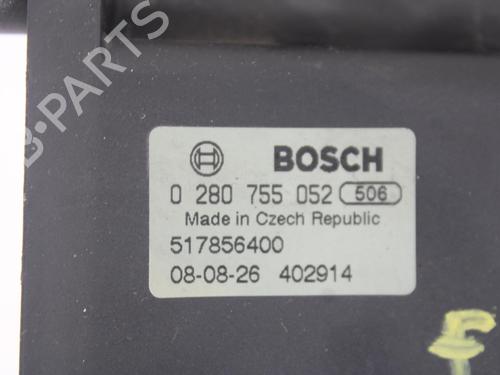 BOSCH
0 280 755 052 506
Made in Czech Republic
517856400
08-08-26 402914
B-PARTS